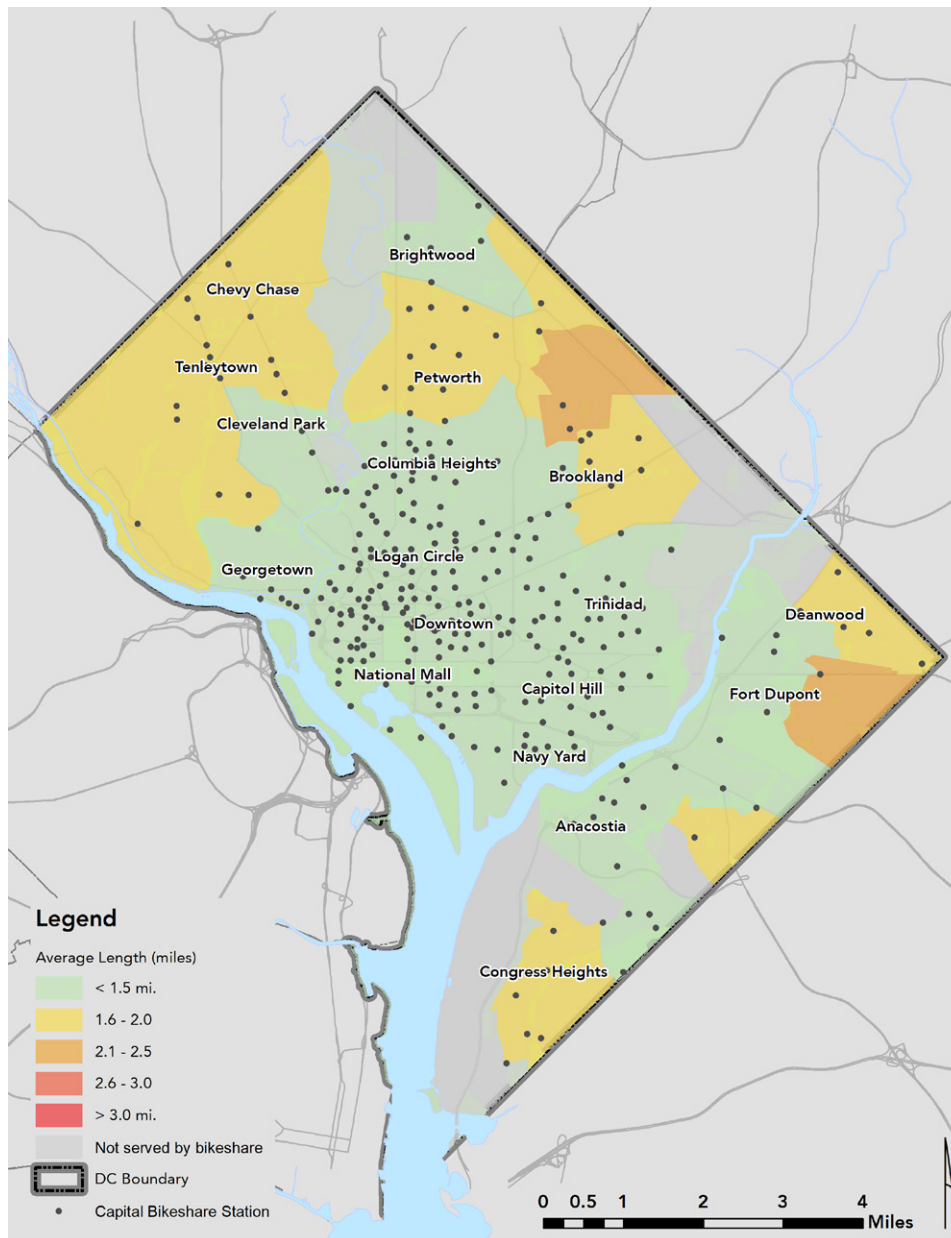 Brightwood
Chevy Chase
Tenleytown
Petworth
Cleveland Park
Columbia Heights
Brookland
Logan Circle
Georgetown
Trinidad
Deanwood
Downtown
National Mall
Capitol Hill
Fort Dupont
Navy Yard
Anacostia
Congress Heights
Legend
Average Length (miles)
< 1.5 mi.
1.6 - 2.0
2.1 - 2.5
2.6 - 3.0
> 3.0 mi.
Not served by bikeshare
DC Boundary
Capital Bikeshare Station
0 0.5 1 2 3 4
Miles